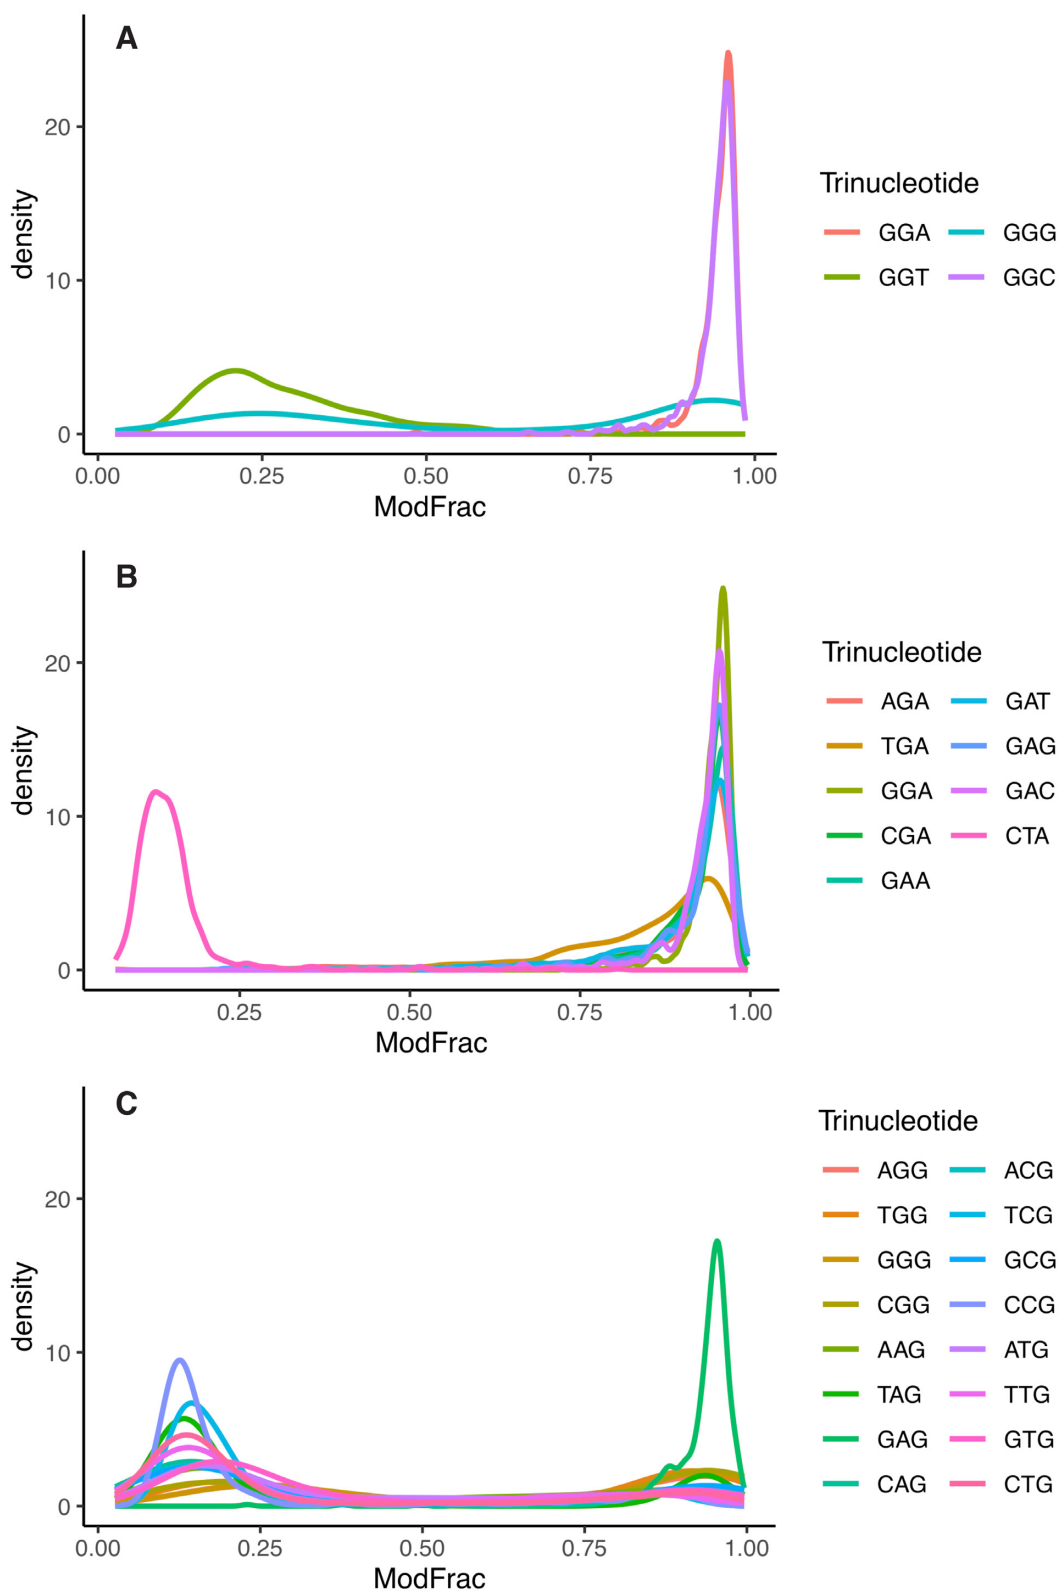 A
20
10
0
density
0.00 0.25 0.50 0.75 1.00
ModFrac
Trinucleotide
GGA GGG
GGT GGC
B
20
10
0
density
0.25 0.50 0.75 1.00
ModFrac
Trinucleotide
AGA GAT
TGA GAG
GGA GAC
CGA CTA
GAA
C
20
10
0
density
0.00 0.25 0.50 0.75 1.00
ModFrac
Trinucleotide
AGG ACG
TGG TCG
GGG GCG
CGG CCG
AAG ATG
TAG TTG
GAG GTG
CAG CTG